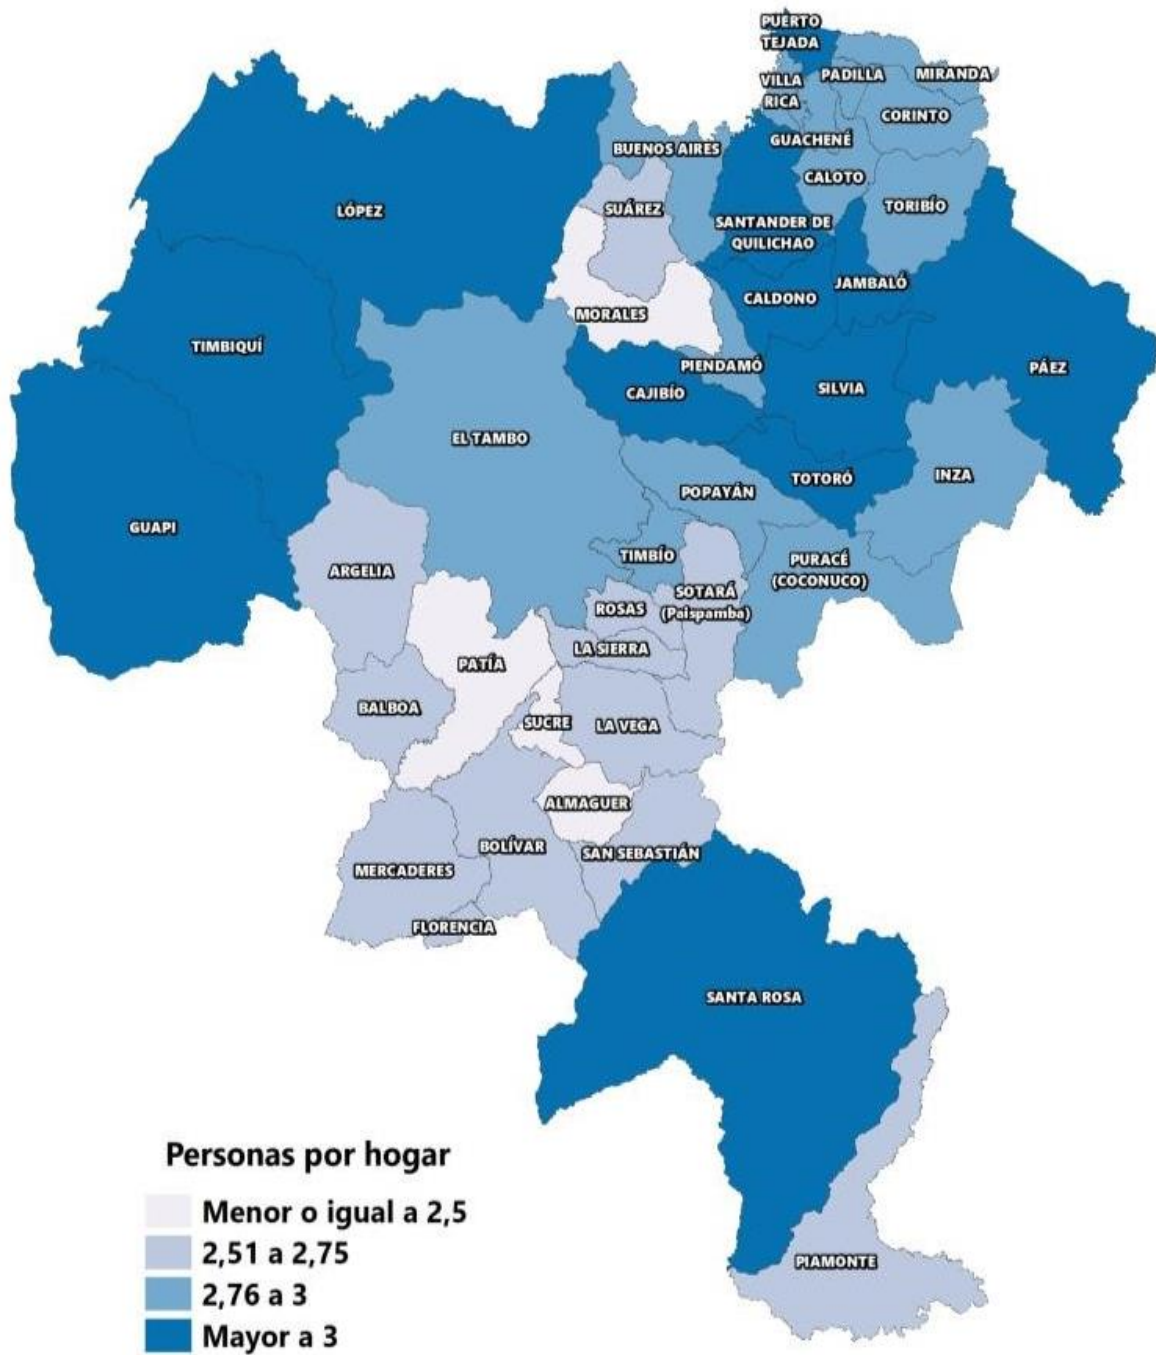 PUERTO
TEJADA
VILLA
RICA
PADILLA
MIRANDA
CORINTO
GUACHENÉ
BUENOS AIRES
CALOTO
TORIBÍO
LÓPEZ
SUÁREZ
SANTANDER DE
QUILICHAO
JAMBALÓ
CALDONO
MORALES
TIMBIQUÍ
PIENDAMÓ
PÁEZ
CAJIBÍO
SILVIA
EL TAMBO
TOTORÓ
INZA
POPAYÁN
GUAPI
TIMBÍO
PURACÉ
(COCONUCO)
ARGELIA
SOTARÁ
(Paispamba)
ROSAS
LA SIERRA
PATÍA
BALBOA
SUCRE
LA VEGA
ALMAGUER
BOLÍVAR
SAN SEBASTIÁN
MERCADERES
FLORENCIA
SANTA ROSA
PIAMONTE
Personas por hogar
Menor o igual a 2,5
2,51 a 2,75
2,76 a 3
Mayor a 3